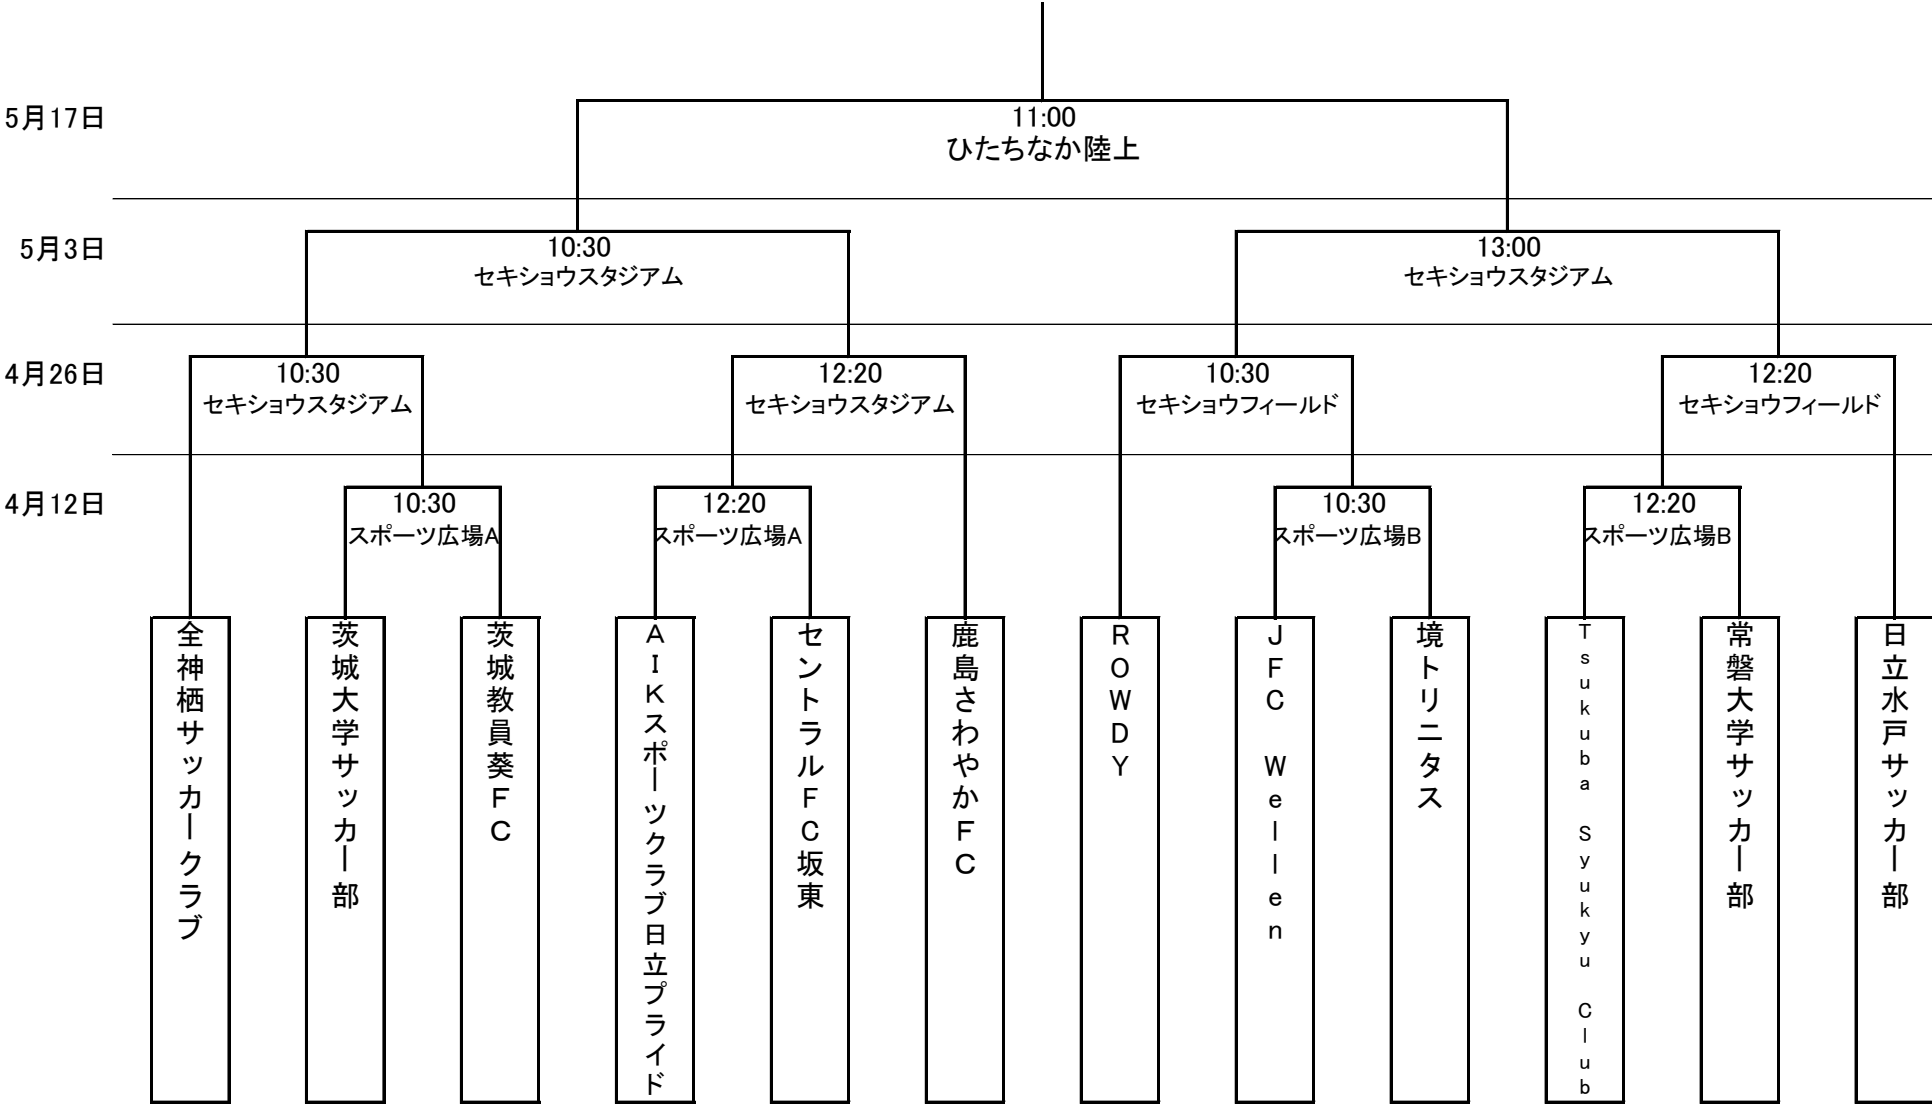 5月17日
11:00
ひたちなか陸上
5月3日
10:30
セキショウスタジアム
13:00
セキショウスタジアム
4月26日
10:30
セキショウスタジアム
12:20
セキショウスタジアム
10:30
セキショウフィールド
12:20
セキショウフィールド
4月12日
10:30
スポーツ広場A
12:20
スポーツ広場A
10:30
スポーツ広場B
12:20
スポーツ広場B
全神栖サッカークラブ
茨城大学サッカー部
茨城教員葵FC
AIKスポーツクラブ日立プライド
セントラルFC坂東
鹿島さわやかFC
ROWDY
JFC Wellen
境トリニタス
Tsukuba Syukyu Club
常磐大学サッカー部
日立水戸サッカー部